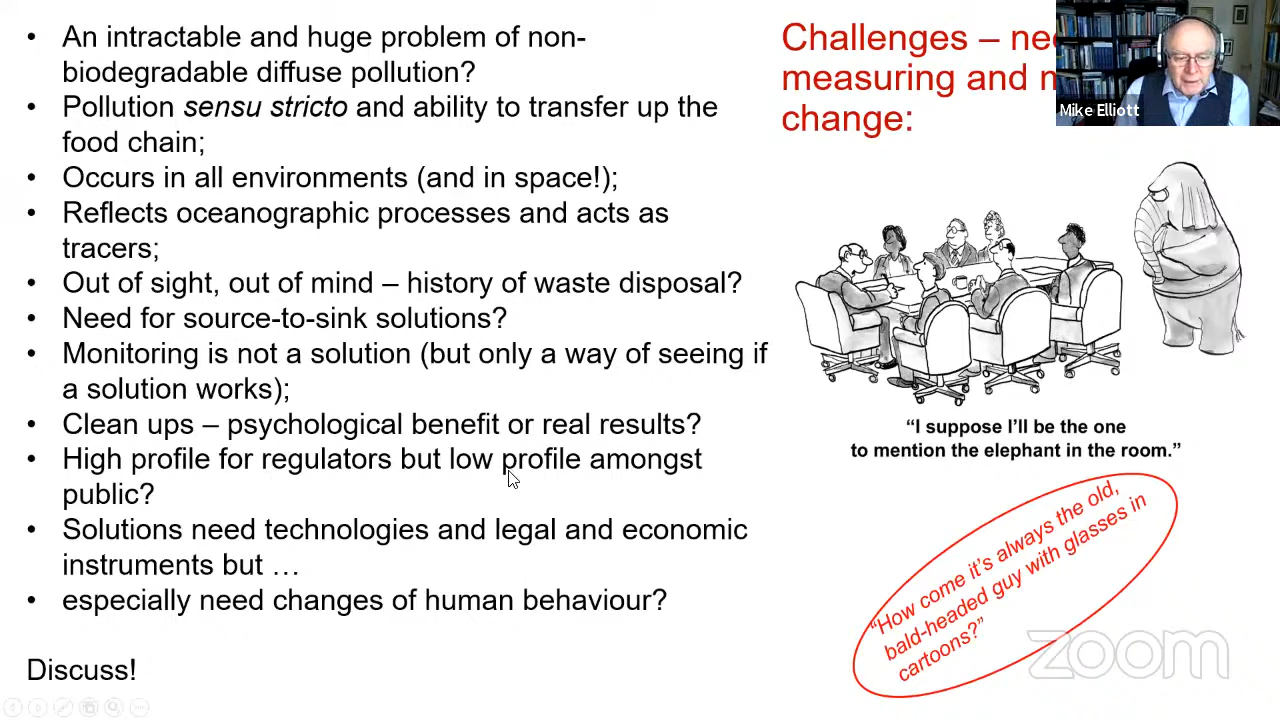 • An intractable and huge problem of non-
biodegradable diffuse pollution?
• Pollution sensu stricto and ability to transfer up the
food chain;
• Occurs in all environments (and in space!);
• Reflects oceanographic processes and acts as
tracers;
• Out of sight, out of mind – history of waste disposal?
• Need for source-to-sink solutions?
• Monitoring is not a solution (but only a way of seeing if
a solution works);
• Clean ups – psychological benefit or real results?
• High profile for regulators but low profile amongst
public?
• Solutions need technologies and legal and economic
instruments but …
• especially need changes of human behaviour?
Discuss!
Challenges –
measuring and
change:
Mike Elliott
“I suppose I’ll be the one
to mention the elephant in the room.”
“How come it’s always the old,
bald-headed guy with glasses in
cartoons?”
zoom